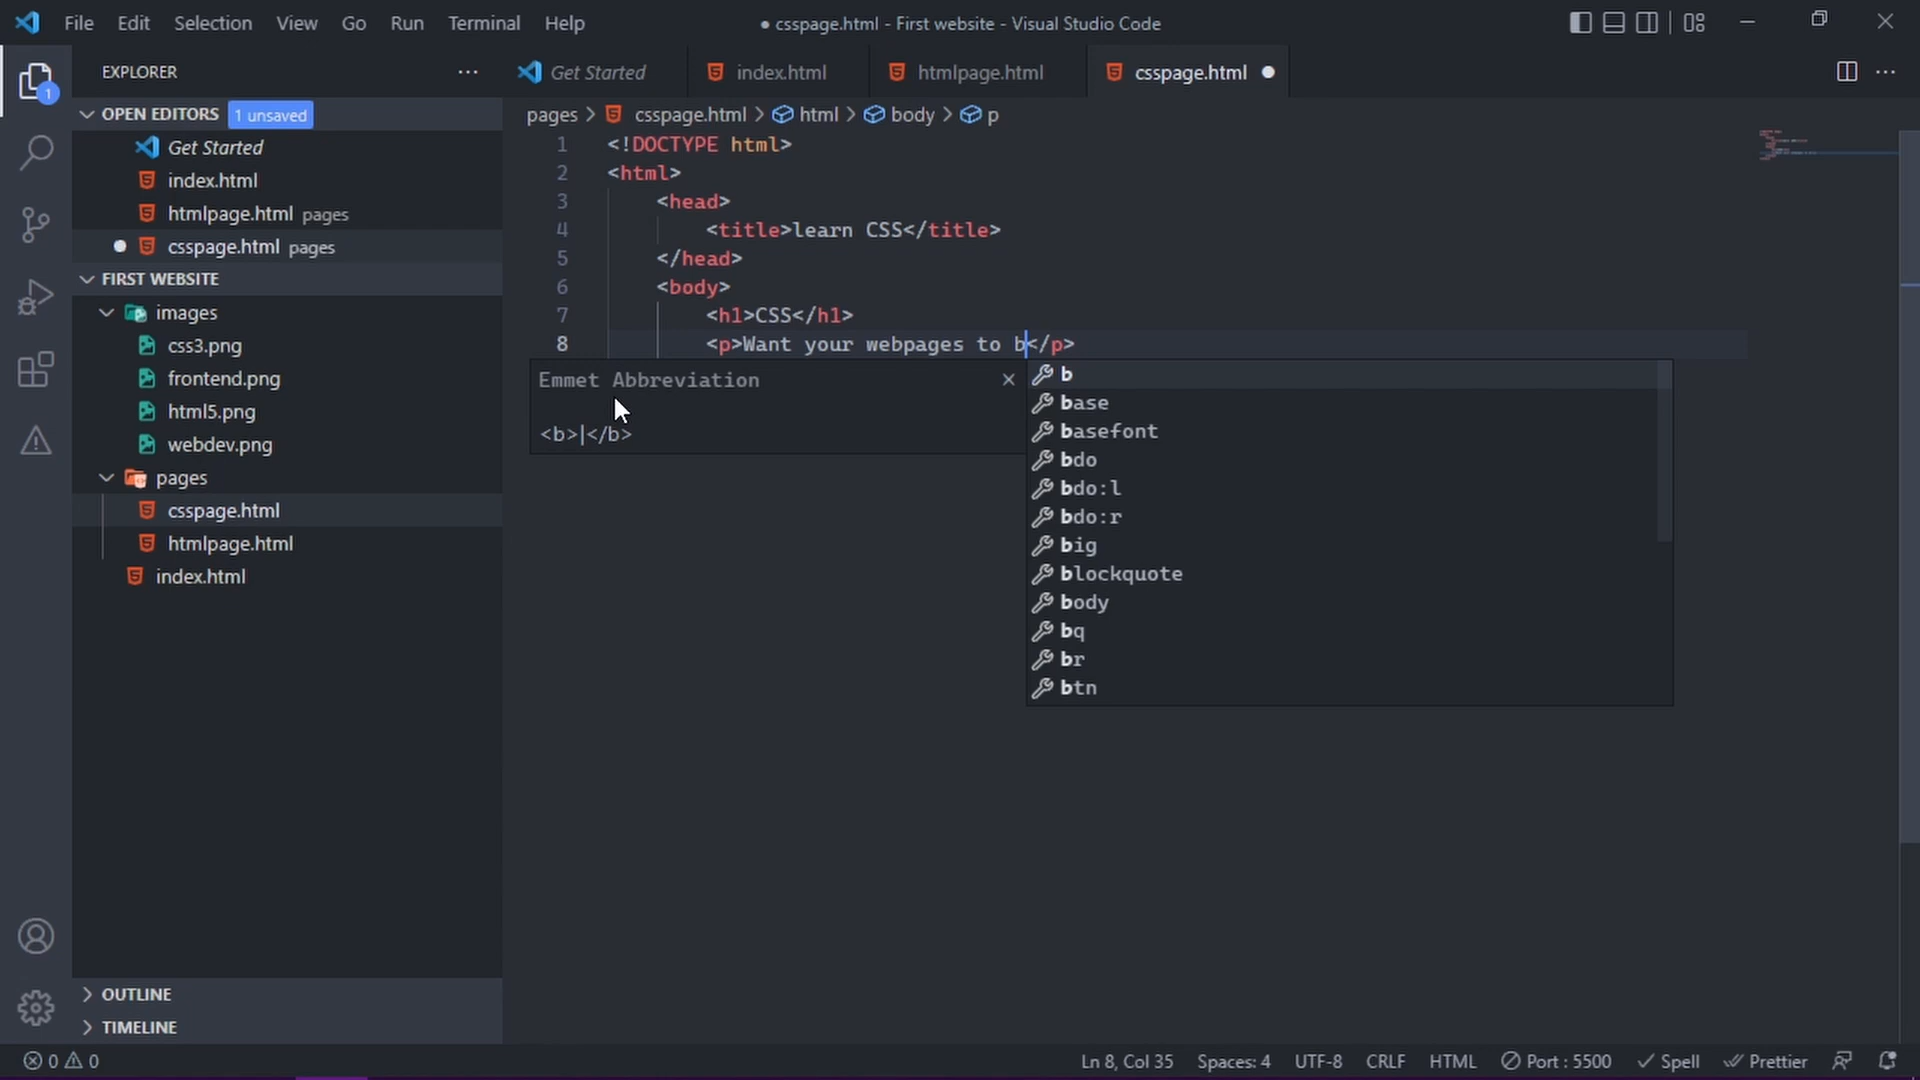 File Edit Selection View Go Run Terminal Help
● csspage.html - First website - Visual Studio Code
EXPLORER
OPEN EDITORS 1 unsaved
Get Started
index.html
htmlpage.html pages
csspage.html pages
FIRST WEBSITE
images
css3.png
frontend.png
html5.png
webdev.png
pages
csspage.html
htmlpage.html
index.html
OUTLINE
TIMELINE
1
Get Started index.html htmlpage.html csspage.html
pages > csspage.html > html > body > p
1 <!DOCTYPE html>
2 <html>
3 <head>
4 <title>learn CSS</title>
5 </head>
6 <body>
7 <h1>CSS</h1>
8 <p>Want your webpages to b</p>
Emmet Abbreviation
<b>|</b>
b
base
basefont
bdo
bdo:l
bdo:r
big
blockquote
body
bq
br
btn
0 0 Ln 8, Col 35 Spaces: 4 UTF-8 CRLF HTML Port : 5500 Spell Prettier